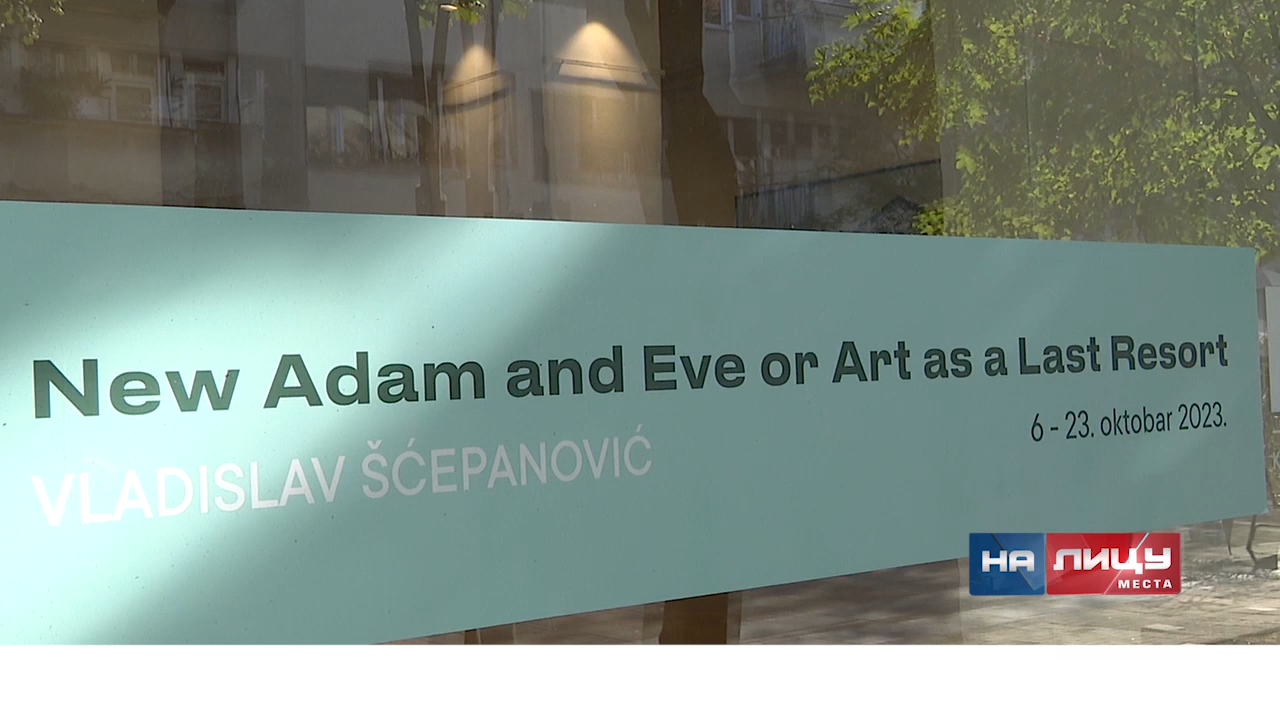 New Adam and Eve or Art as a Last Resort
VLADISLAV ŠĆEPANOVIĆ
6 - 23. oktobar 2023.
НА ЛИЦУ
МЕСТА